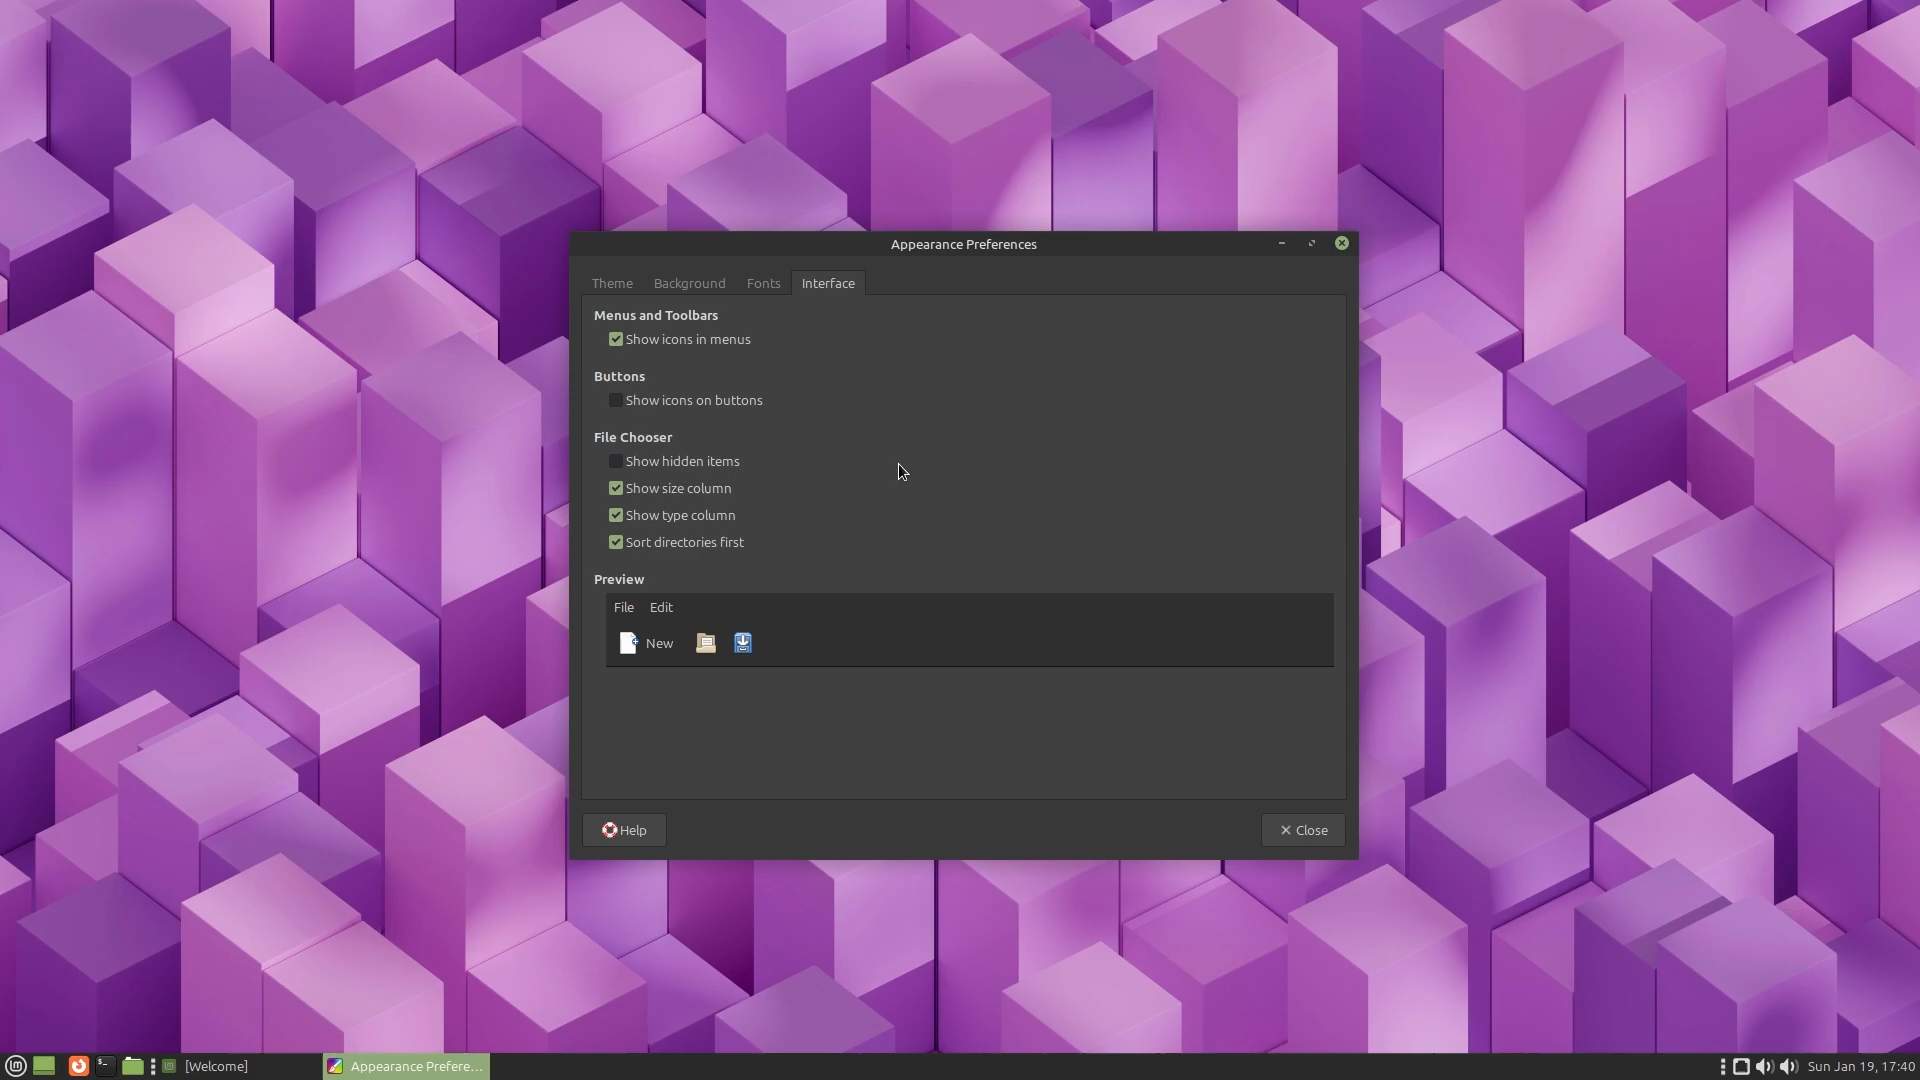 Appearance Preferences
Theme Background Fonts Interface
Menus and Toolbars
Show icons in menus
Buttons
Show icons on buttons
File Chooser
Show hidden items
Show size column
Show type column
Sort directories first
Preview
File Edit
New
Help Close
[Welcome] Appearance Prefere... Sun Jan 19, 17:40